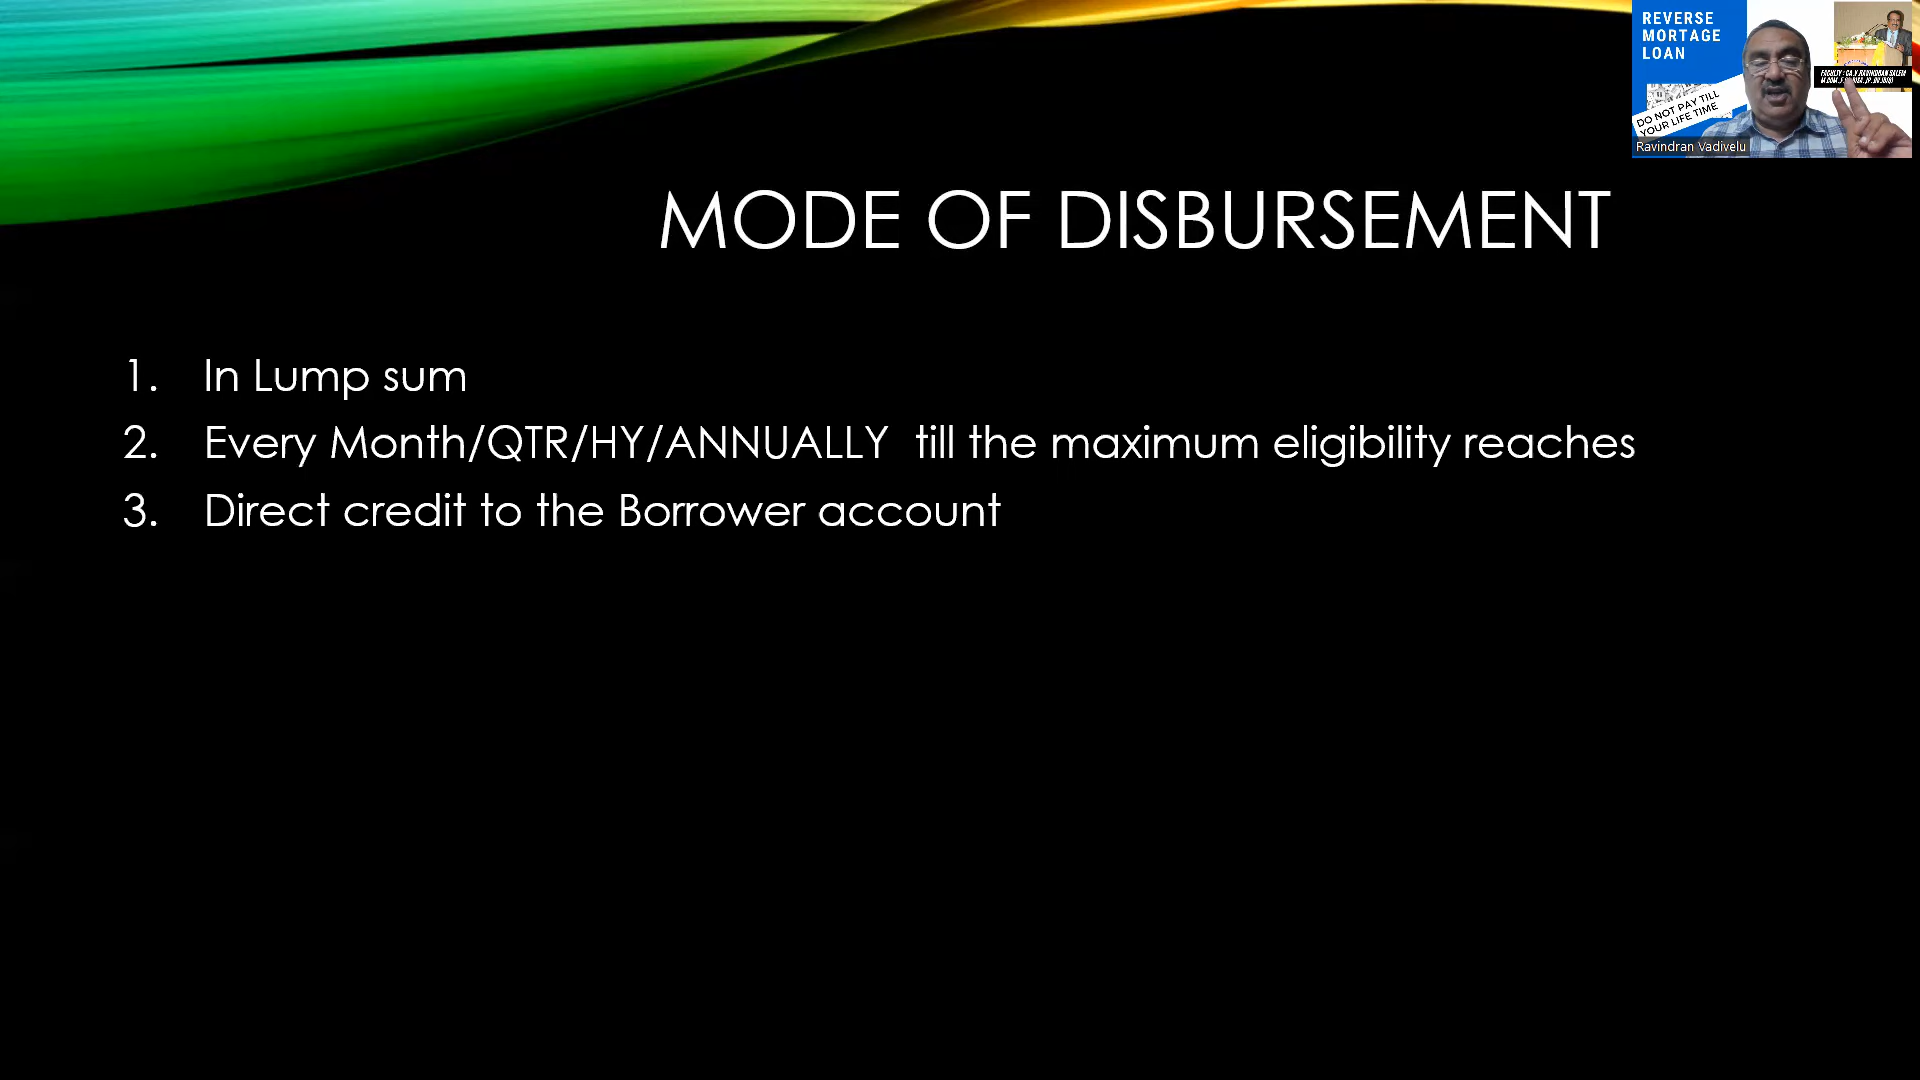 REVERSE
MORTAGE
LOAN
DO NOT PAY TILL
YOUR LIFE TIME
Ravindran Vadivelu
MODE OF DISBURSEMENT
1. In Lump sum
2. Every Month/QTR/HY/ANNUALLY till the maximum eligibility reaches
3. Direct credit to the Borrower account